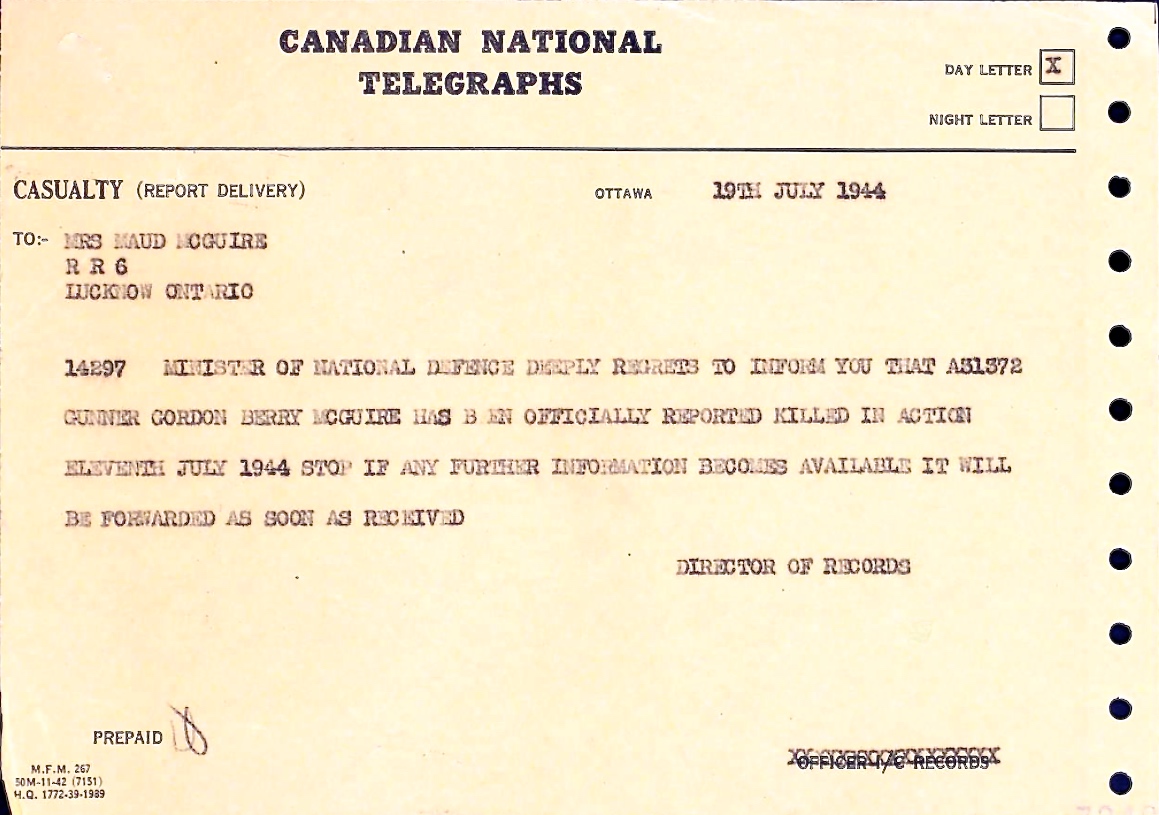 CANADIAN NATIONAL
TELEGRAPHS
DAY LETTER X
NIGHT LETTER
CASUALTY (REPORT DELIVERY) OTTAWA 19TH JULY 1944
TO:- MRS MAUD MCGUIRE
R R 6
LUCKNOW ONTARIO
14297 MINISTER OF NATIONAL DEFENCE DEEPLY REGRETS TO INFORM YOU THAT A31372
GUNNER GORDON BERRY MCGUIRE HAS B EN OFFICIALLY REPORTED KILLED IN ACTION
ELEVENTH JULY 1944 STOP IF ANY FURTHER INFORMATION BECOMES AVAILABLE IT WILL
BE FORWARDED AS SOON AS RECEIVED
DIRECTOR OF RECORDS
PREPAID
OFFICER I/C RECORDS
M.F.M. 267
50M-11-42 (7151)
H.Q. 1772-39-1989